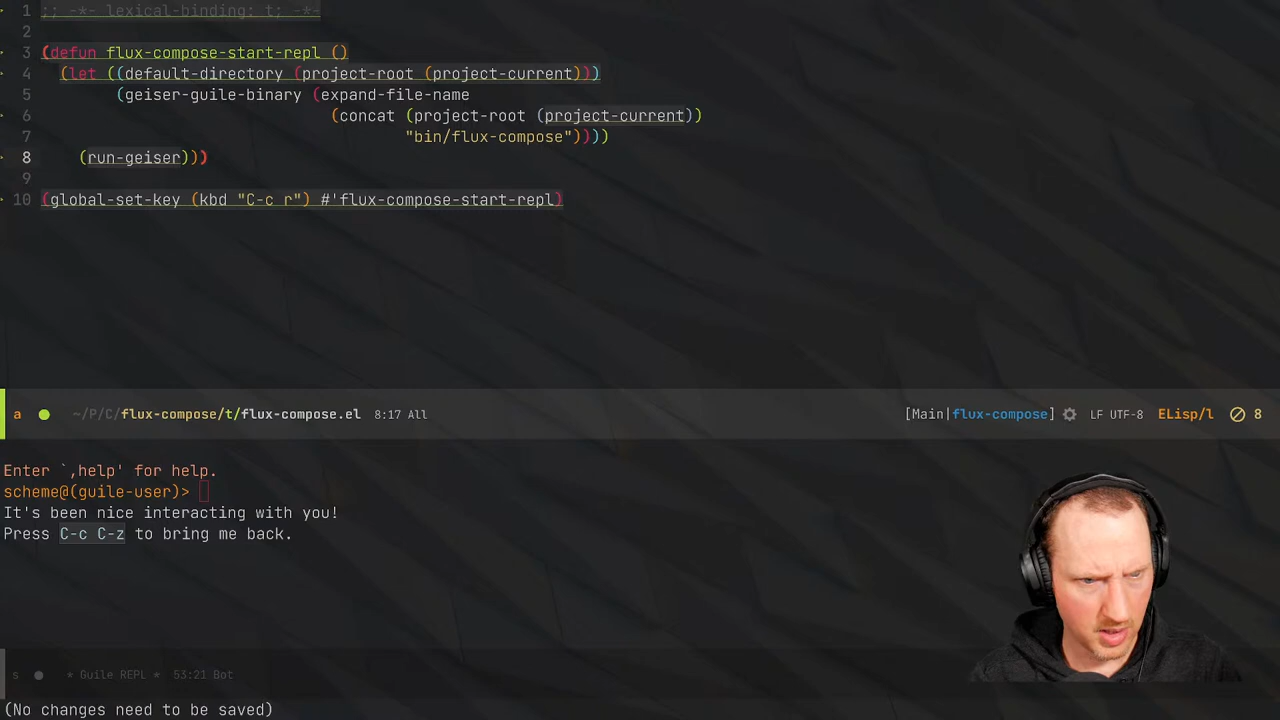 1 ;; -*- lexical-binding: t; -*-
2
3 (defun flux-compose-start-repl ()
4 (let ((default-directory (project-root (project-current)))
5 (geiser-guile-binary (expand-file-name
6 (concat (project-root (project-current))
7 "bin/flux-compose"))))
8 (run-geiser)))
9
10 (global-set-key (kbd "C-c r") #'flux-compose-start-repl)
a ~/P/C/flux-compose/t/flux-compose.el 8:17 All [Main|flux-compose] LF UTF-8 ELisp/l 8
Enter `,help' for help.
scheme@(guile-user)>
It's been nice interacting with you!
Press C-c C-z to bring me back.
s * Guile REPL * 53:21 Bot
(No changes need to be saved)